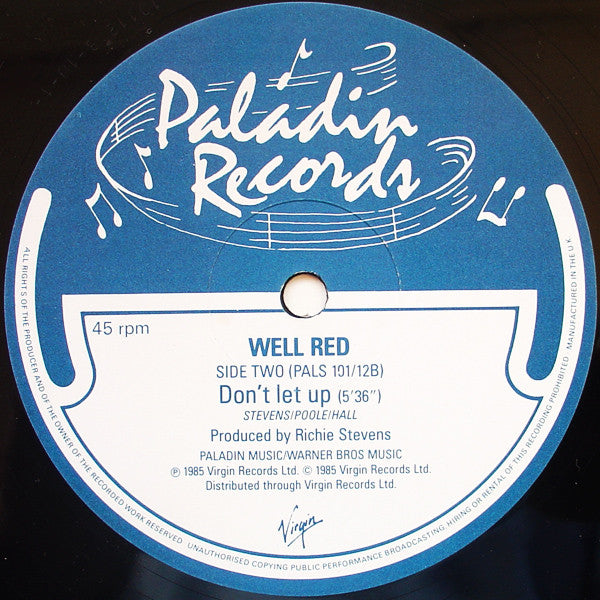 Paladin
Records
45 rpm
WELL RED
SIDE TWO (PALS 101/12B)
Don't let up (5'36")
STEVENS/POOLE/HALL
Produced by Richie Stevens
PALADIN MUSIC/WARNER BROS MUSIC
℗ 1985 Virgin Records Ltd. © 1985 Virgin Records Ltd.
Distributed through Virgin Records Ltd.
Virgin
ALL RIGHTS OF THE PRODUCER AND OF THE OWNER OF THE RECORDED WORK RESERVED UNAUTHORISED COPYING PUBLIC PERFORMANCE BROADCASTING, HIRING OR RENTAL OF THIS RECORDING PROHIBITED MANUFACTURED IN THE U.K.